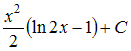 x²/2 (ln 2x − 1) + C